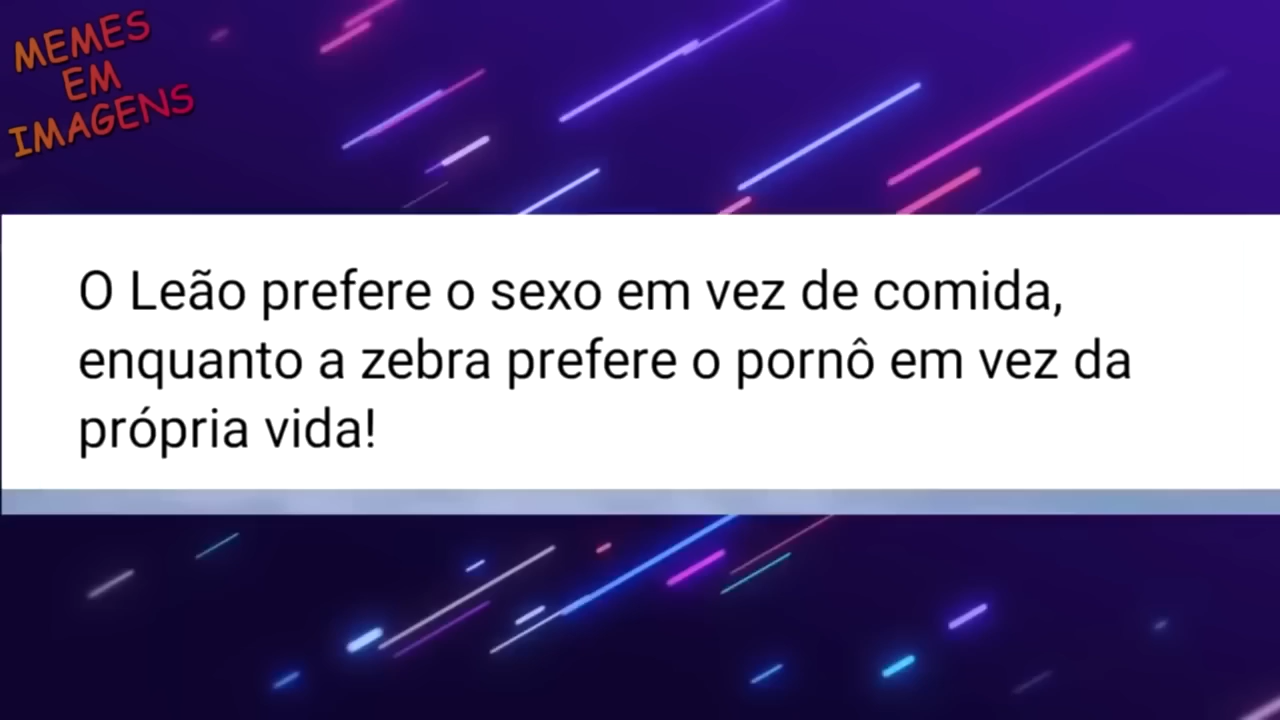 MEMES
EM
IMAGENS
O Leão prefere o sexo em vez de comida,
enquanto a zebra prefere o pornô em vez da
própria vida!